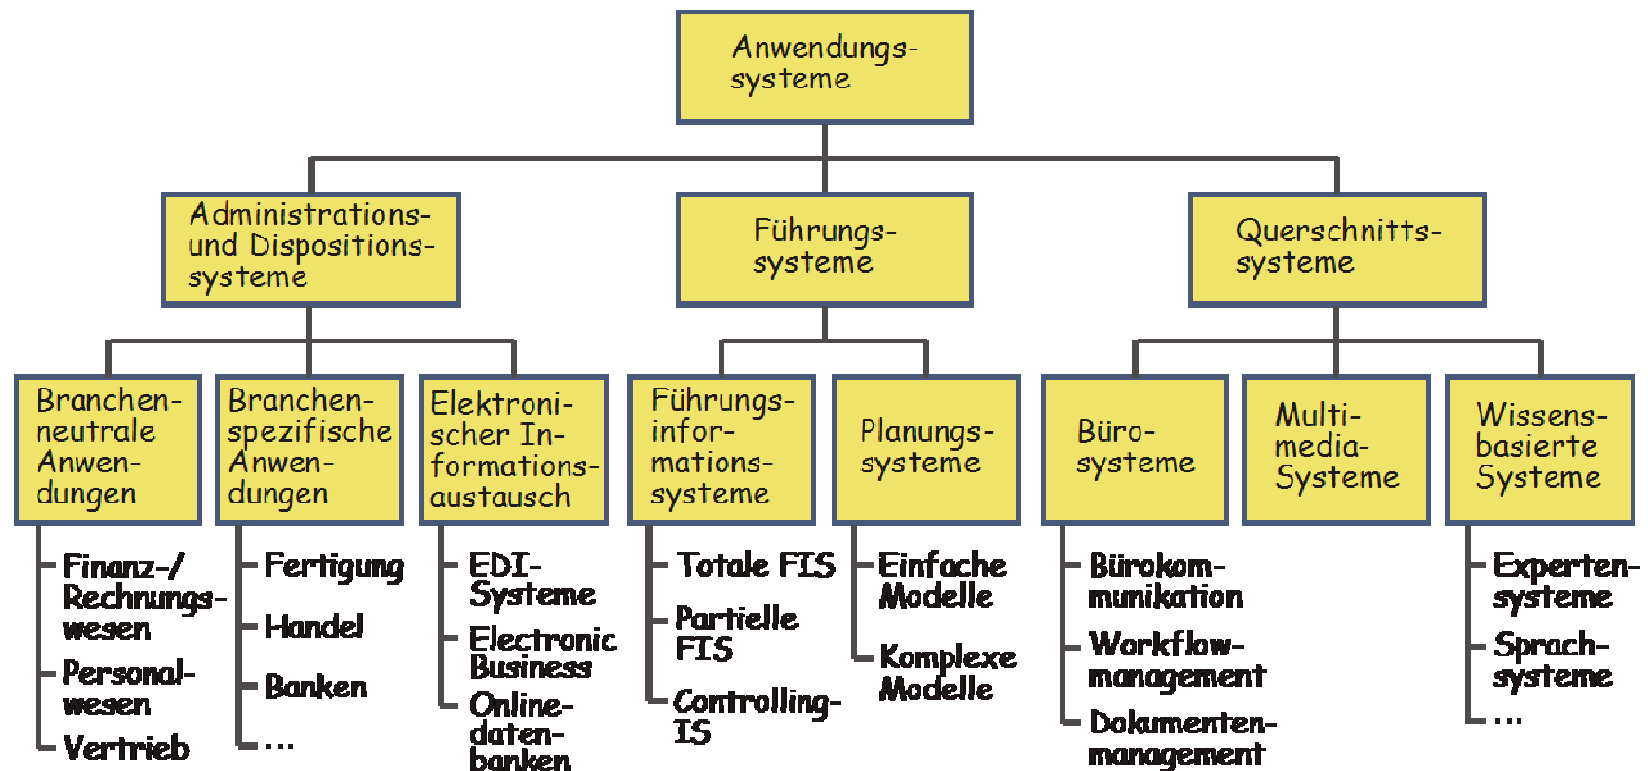 Anwendungs-
systeme
Administrations-
und Dispositions-
systeme
Führungs-
systeme
Querschnitts-
systeme
Branchen-
neutrale
Anwen-
dungen
Branchen-
spezifische
Anwen-
dungen
Elektroni-
scher In-
formations-
austausch
Führungs-
infor-
mations-
systeme
Planungs-
systeme
Büro-
systeme
Multi-
media-
Systeme
Wissens-
basierte
Systeme
Finanz-/
Rechnungs-
wesen
Personal-
wesen
Vertrieb
Fertigung
Handel
Banken
...
EDI-
Systeme
Electronic
Business
Online-
daten-
banken
Totale FIS
Partielle
FIS
Controlling-
IS
Einfache
Modelle
Komplexe
Modelle
Bürokom-
munikation
Workflow-
management
Dokumenten-
management
Experten-
systeme
Sprach-
systeme
...